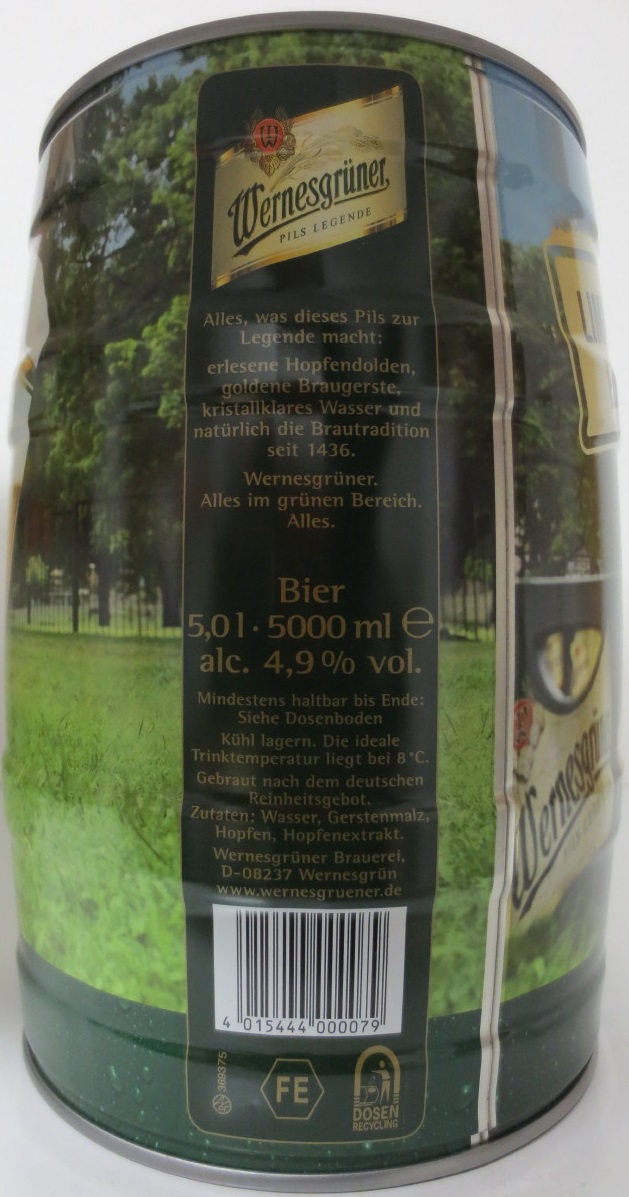 W
Wernesgrüner
PILS LEGENDE
Alles, was dieses Pils zur
Legende macht:
erlesene Hopfendolden,
goldene Braugerste,
kristallklares Wasser und
natürlich die Brautradition
seit 1436.
Wernesgrüner.
Alles im grünen Bereich.
Alles.
Bier
5,0 l · 5000 ml ℮
alc. 4,9 % vol.
Mindestens haltbar bis Ende:
Siehe Dosenboden
Kühl lagern. Die ideale
Trinktemperatur liegt bei 8°C.
Gebraut nach dem deutschen
Reinheitsgebot.
Zutaten: Wasser, Gerstenmalz,
Hopfen, Hopfenextrakt.
Wernesgrüner Brauerei,
D-08237 Wernesgrün
www.wernesgruener.de
4 015444 000079
369375
FE
DOSEN
RECYCLING
W
Wernesgrü